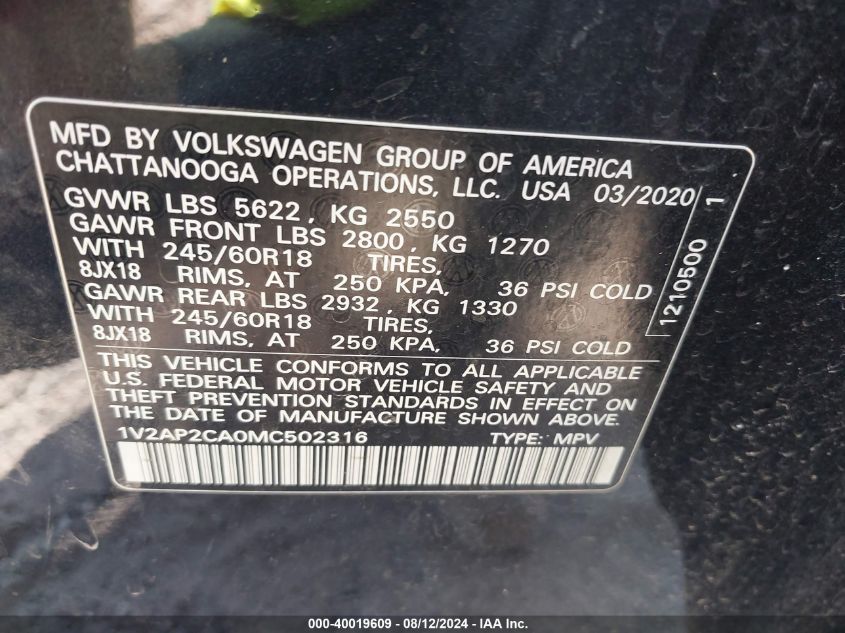 MFD BY VOLKSWAGEN GROUP OF AMERICA
CHATTANOOGA OPERATIONS, LLC. USA 03/2020
GVWR LBS 5622, KG 2550
GAWR FRONT LBS 2800, KG 1270
WITH 245/60R18 TIRES,
8JX18 RIMS, AT 250 KPA, 36 PSI COLD
GAWR REAR LBS 2932, KG 1330
WITH 245/60R18 TIRES,
8JX18 RIMS, AT 250 KPA, 36 PSI COLD
1210500 1
THIS VEHICLE CONFORMS TO ALL APPLICABLE
U.S. FEDERAL MOTOR VEHICLE SAFETY AND
THEFT PREVENTION STANDARDS IN EFFECT ON
THE DATE OF MANUFACTURE SHOWN ABOVE.
1V2AP2CA0MC502316 TYPE: MPV
000-40019609 - 08/12/2024 - IAA Inc.